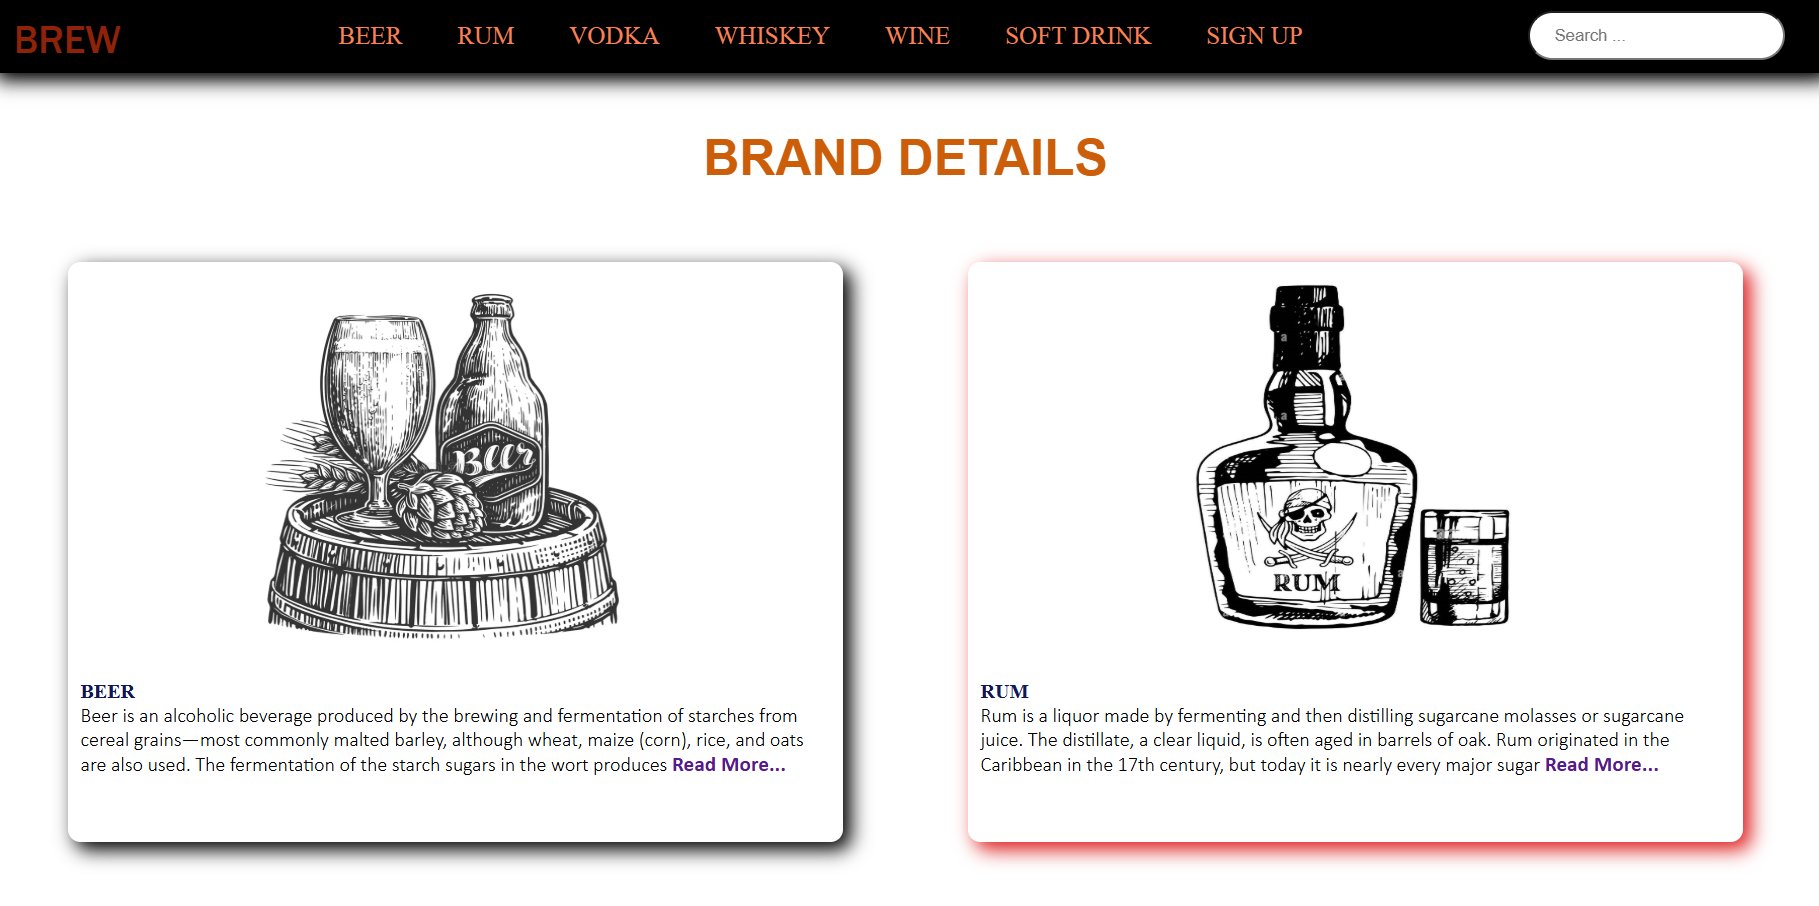 BREW
BEER RUM VODKA WHISKEY WINE SOFT DRINK SIGN UP
Search ...
BRAND DETAILS
Beer
RUM
BEER
Beer is an alcoholic beverage produced by the brewing and fermentation of starches from
cereal grains—most commonly malted barley, although wheat, maize (corn), rice, and oats
are also used. The fermentation of the starch sugars in the wort produces Read More...
RUM
Rum is a liquor made by fermenting and then distilling sugarcane molasses or sugarcane
juice. The distillate, a clear liquid, is often aged in barrels of oak. Rum originated in the
Caribbean in the 17th century, but today it is nearly every major sugar Read More...